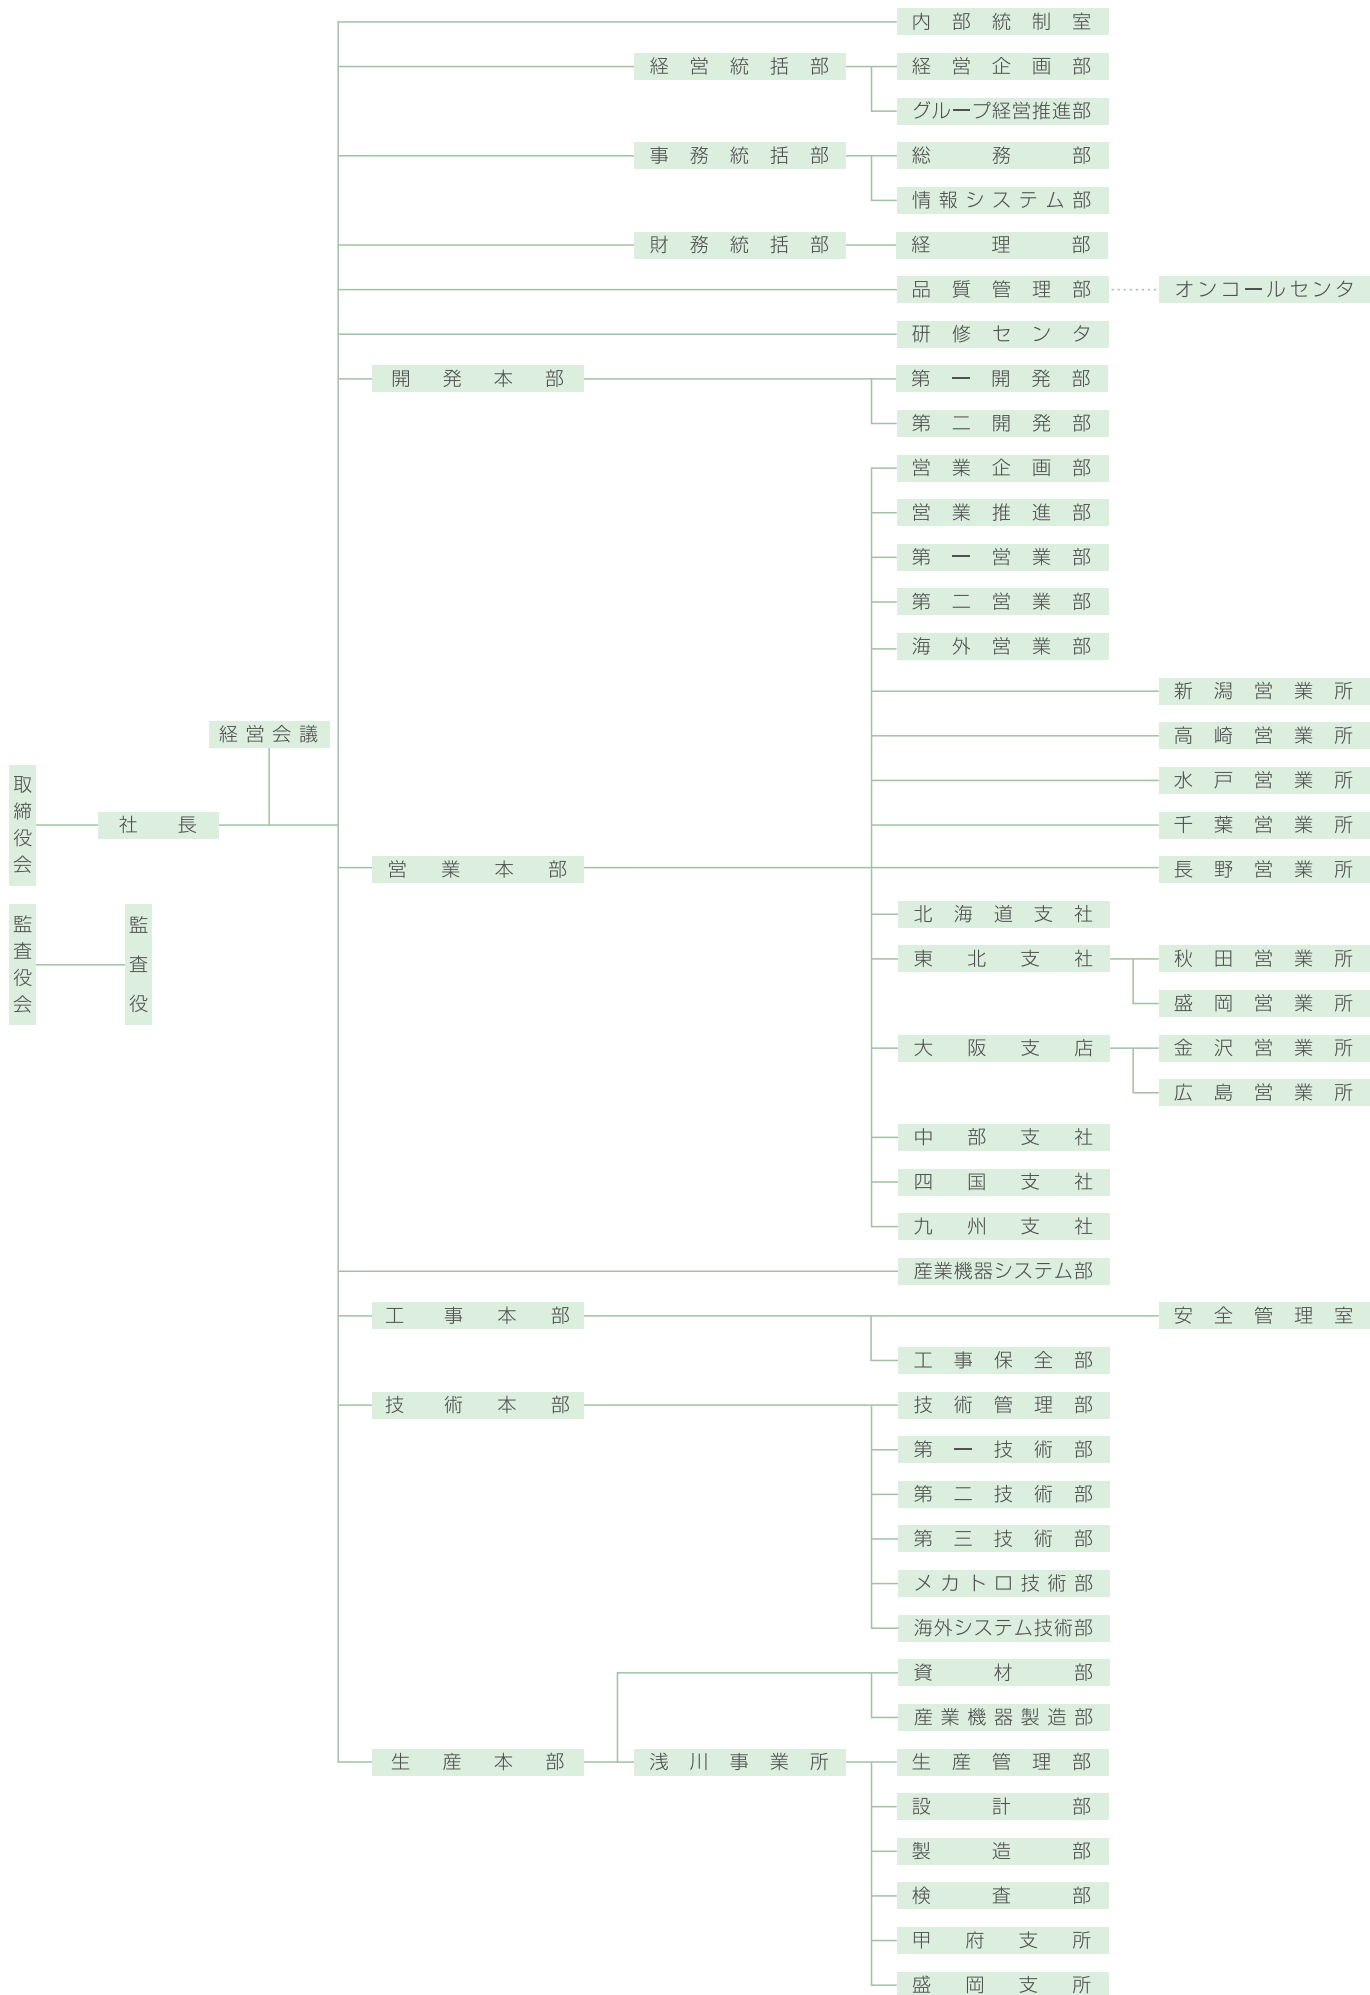 内部統制室
経営統括部 経営企画部
グループ経営推進部
事務統括部 総務部
情報システム部
財務統括部 経理部
品質管理部 オンコールセンタ
研修センタ
開発本部 第一開発部
第二開発部
営業企画部
営業推進部
第一営業部
第二営業部
海外営業部
新潟営業所
経営会議
高崎営業所
取締役会
水戸営業所
社長 千葉営業所
営業本部 長野営業所
監査役会
監査役
北海道支社
東北支社 秋田営業所
盛岡営業所
大阪支店 金沢営業所
広島営業所
中部支社
四国支社
九州支社
産業機器システム部
工事本部 安全管理室
工事保全部
技術本部 技術管理部
第一技術部
第二技術部
第三技術部
メカトロ技術部
海外システム技術部
資材部
産業機器製造部
生産本部 浅川事業所 生産管理部
設計部
製造部
検査部
甲府支所
盛岡支所